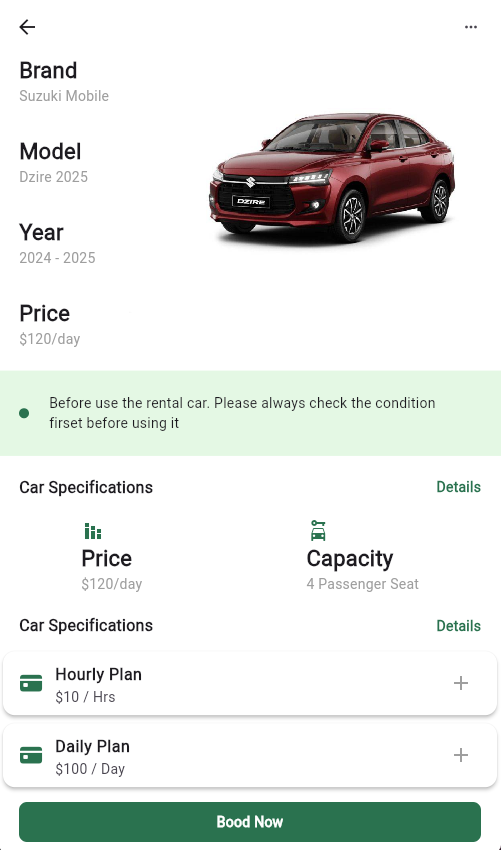 Brand
Suzuki Mobile
Model
Dzire 2025
Year
2024 - 2025
Price
$120/day
DZIRE
Before use the rental car. Please always check the condition
firset before using it
Car Specifications
Details
Price
$120/day
Capacity
4 Passenger Seat
Car Specifications
Details
Hourly Plan
$10 / Hrs
Daily Plan
$100 / Day
Bood Now